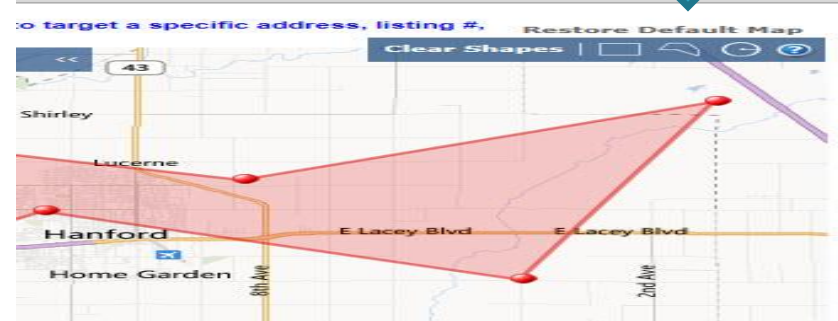 to target a specific address, listing #,
Restore Default Map
<<
Clear Shapes |
?
43
Shirley
Lucerne
Hanford
E Lacey Blvd
E Lacey Blvd
Home Garden
8th Ave
2nd Ave